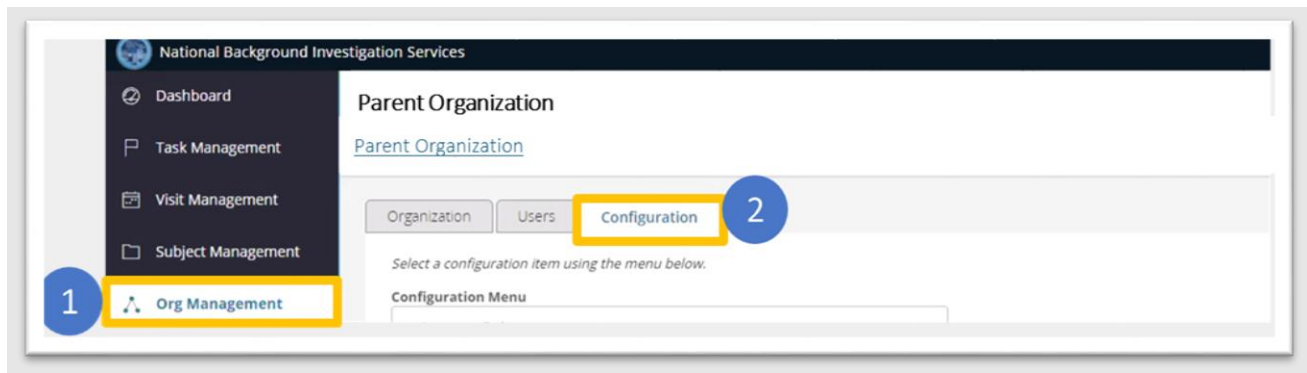 National Background Investigation Services
Dashboard
Task Management
Visit Management
Subject Management
1
Org Management
Parent Organization
Parent Organization
Organization Users Configuration 2
Select a configuration item using the menu below.
Configuration Menu